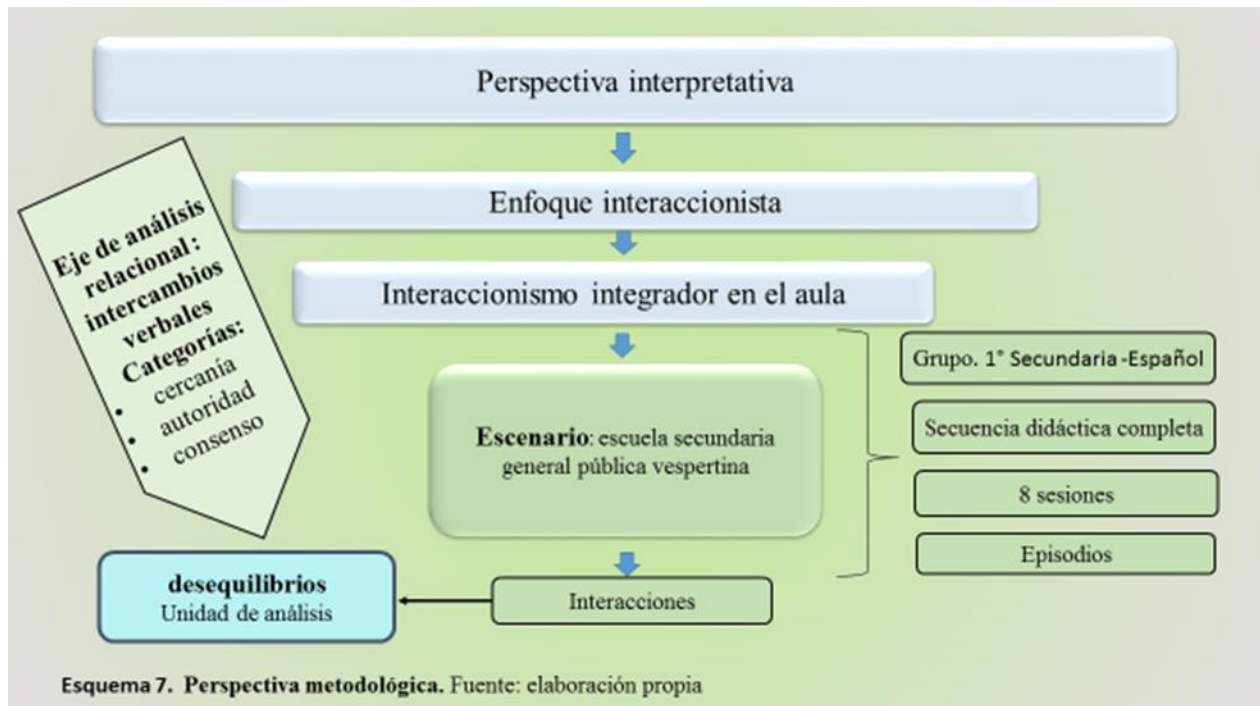 Perspectiva interpretativa
Enfoque interaccionista
Interaccionismo integrador en el aula
Eje de análisis
relacional :
intercambios
verbales
Categorías:
• cercanía
• autoridad
• consenso
Escenario: escuela secundaria
general pública vespertina
Grupo. 1° Secundaria -Español
Secuencia didáctica completa
8 sesiones
Episodios
Interacciones
desequilibrios
Unidad de análisis
Esquema 7. Perspectiva metodológica. Fuente: elaboración propia